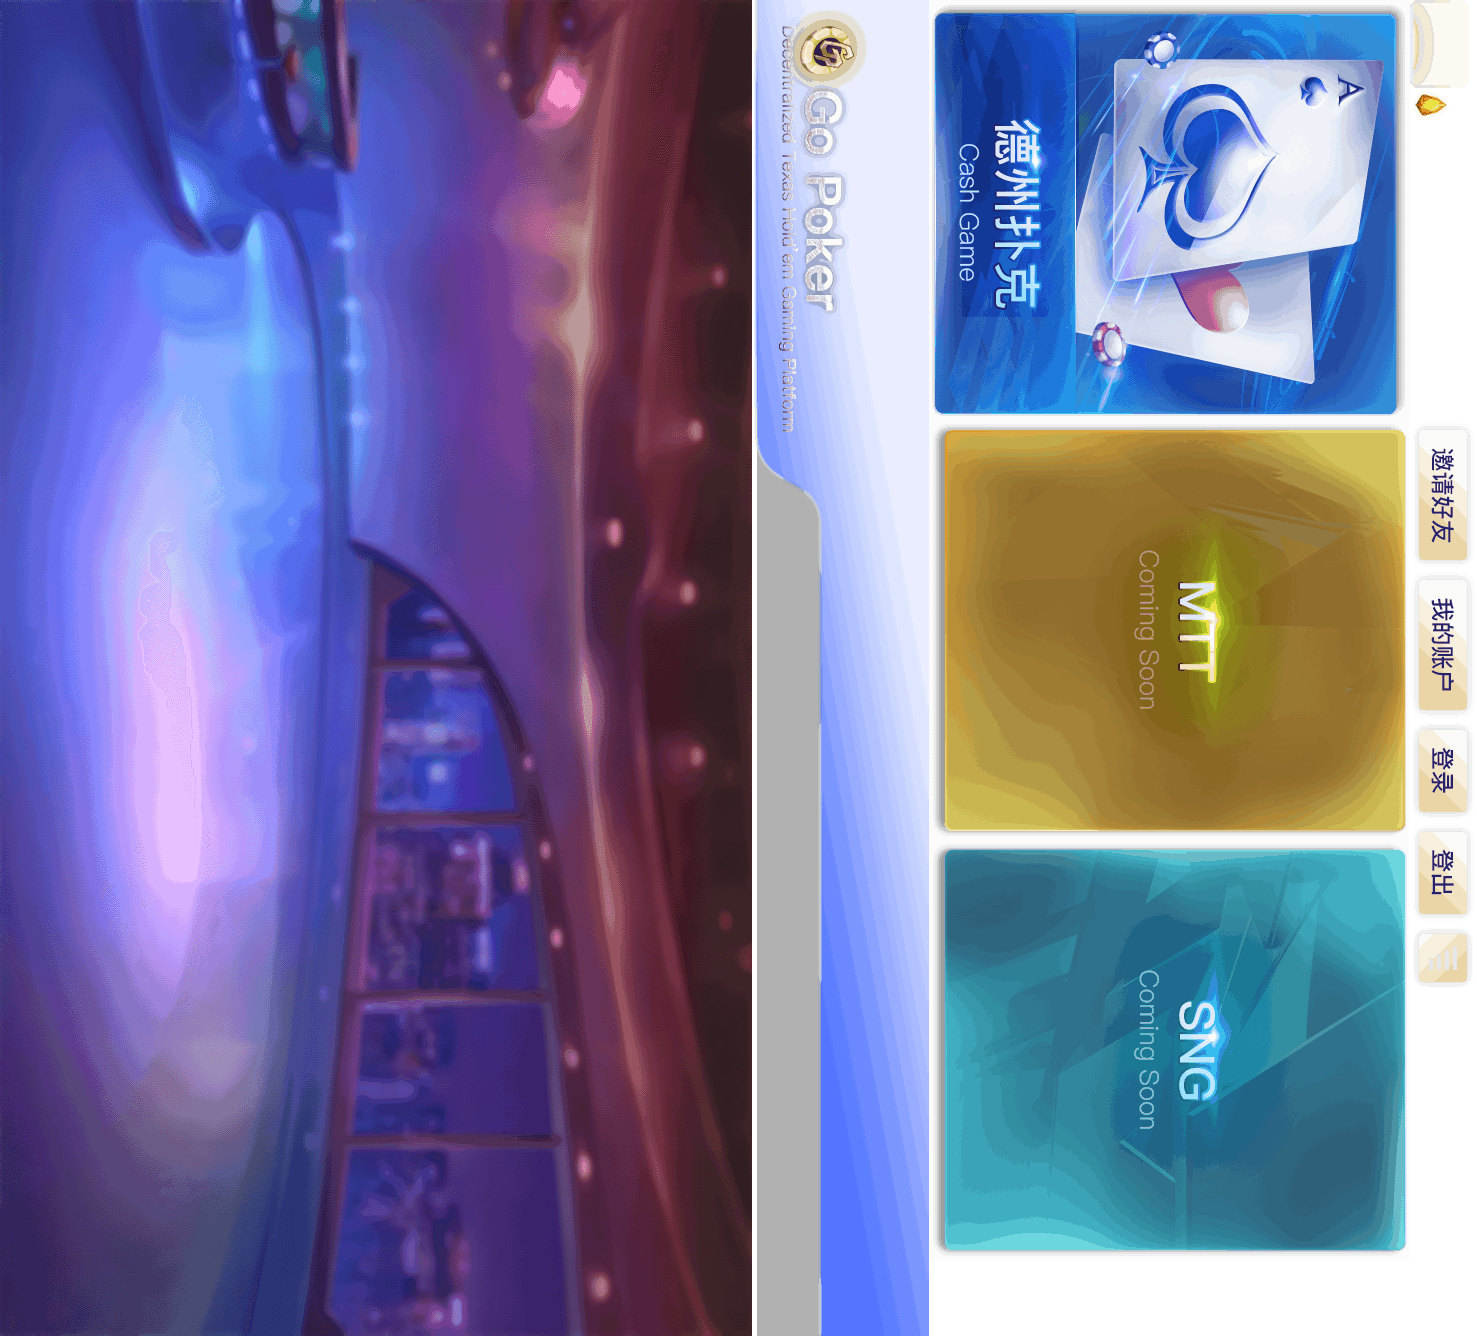 邀请好友
我的账户
登录
登出
A
德州扑克
Cash Game
MTT
Coming Soon
SNG
Coming Soon
Go Poker
Decentralized Texas Hold'em Gaming Platform